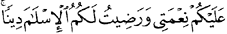 عَلَيْكُمْ نِعْمَتِي وَرَضِيتُ لَكُمُ ٱلْإِسْلَٰمَ دِينًاۚ